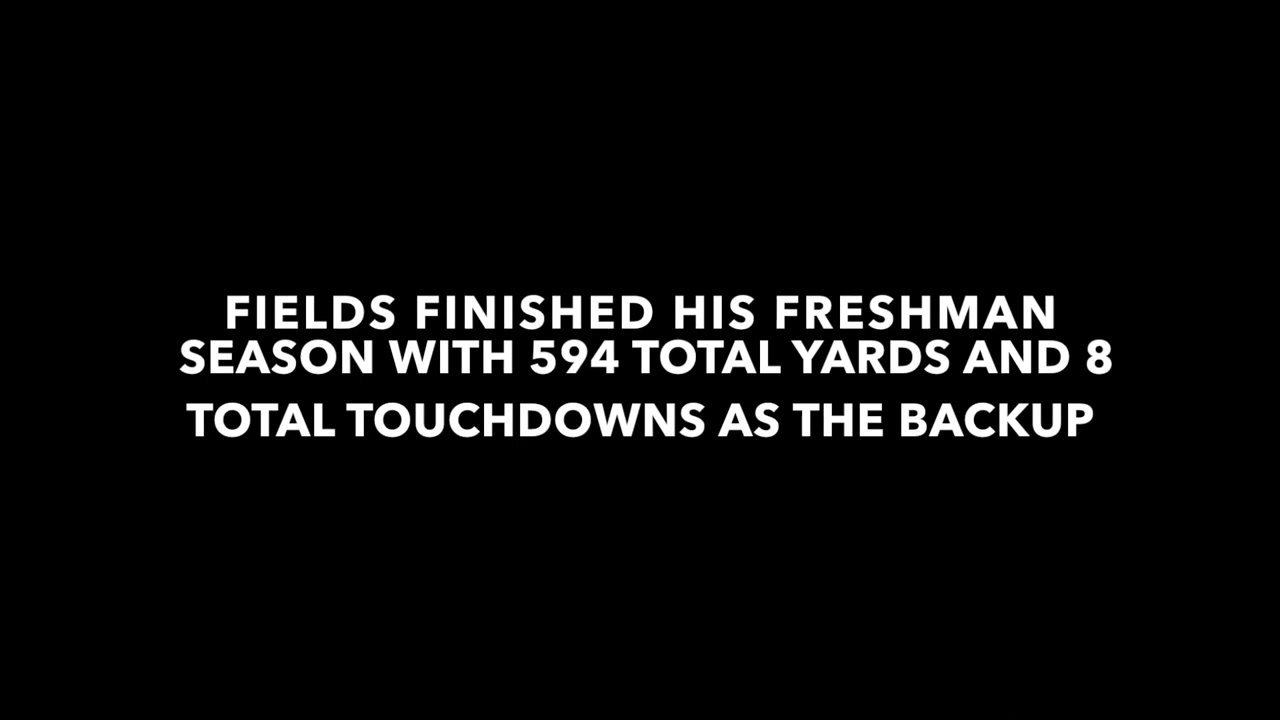 FIELDS FINISHED HIS FRESHMAN
SEASON WITH 594 TOTAL YARDS AND 8
TOTAL TOUCHDOWNS AS THE BACKUP